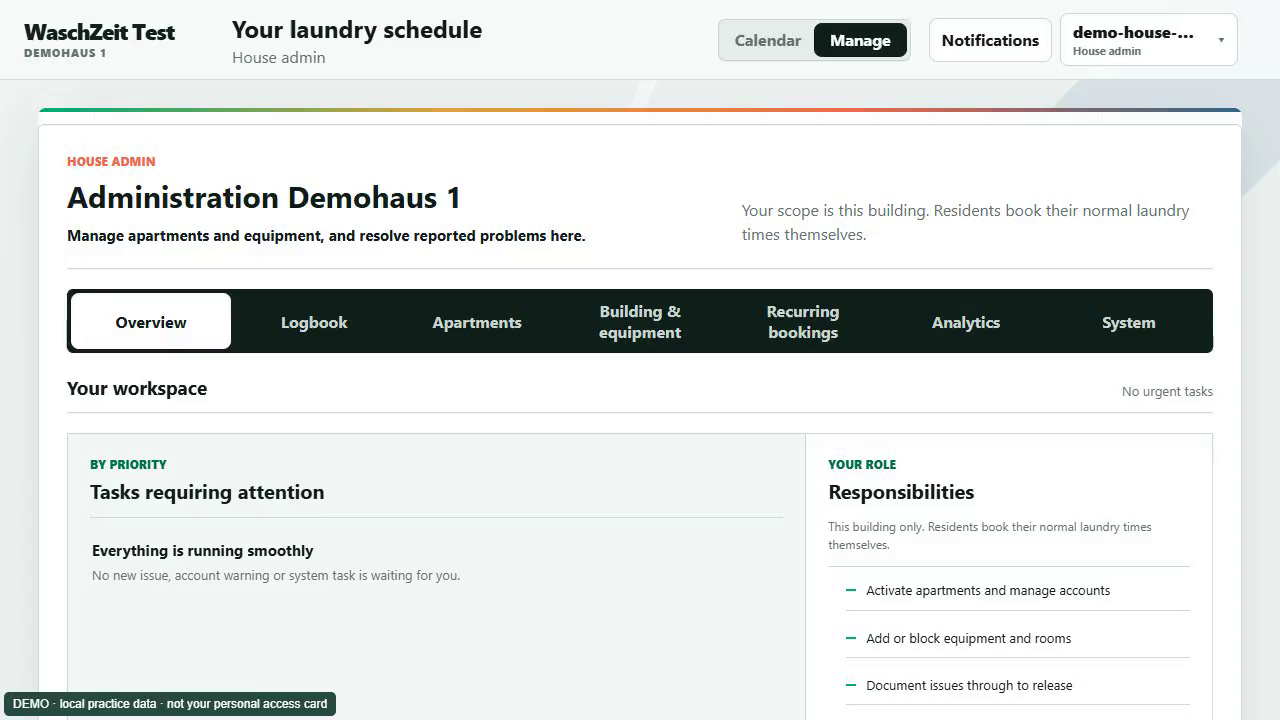 WaschZeit Test
DEMOHAUS 1
Your laundry schedule
House admin
Calendar
Manage
Notifications
demo-house-...
House admin
HOUSE ADMIN
Administration Demohaus 1
Manage apartments and equipment, and resolve reported problems here.
Your scope is this building. Residents book their normal laundry
times themselves.
Overview
Logbook
Apartments
Building &
equipment
Recurring
bookings
Analytics
System
Your workspace
No urgent tasks
BY PRIORITY
Tasks requiring attention
Everything is running smoothly
No new issue, account warning or system task is waiting for you.
YOUR ROLE
Responsibilities
This building only. Residents book their normal laundry times
themselves.
Activate apartments and manage accounts
Add or block equipment and rooms
Document issues through to release
DEMO · local practice data · not your personal access card